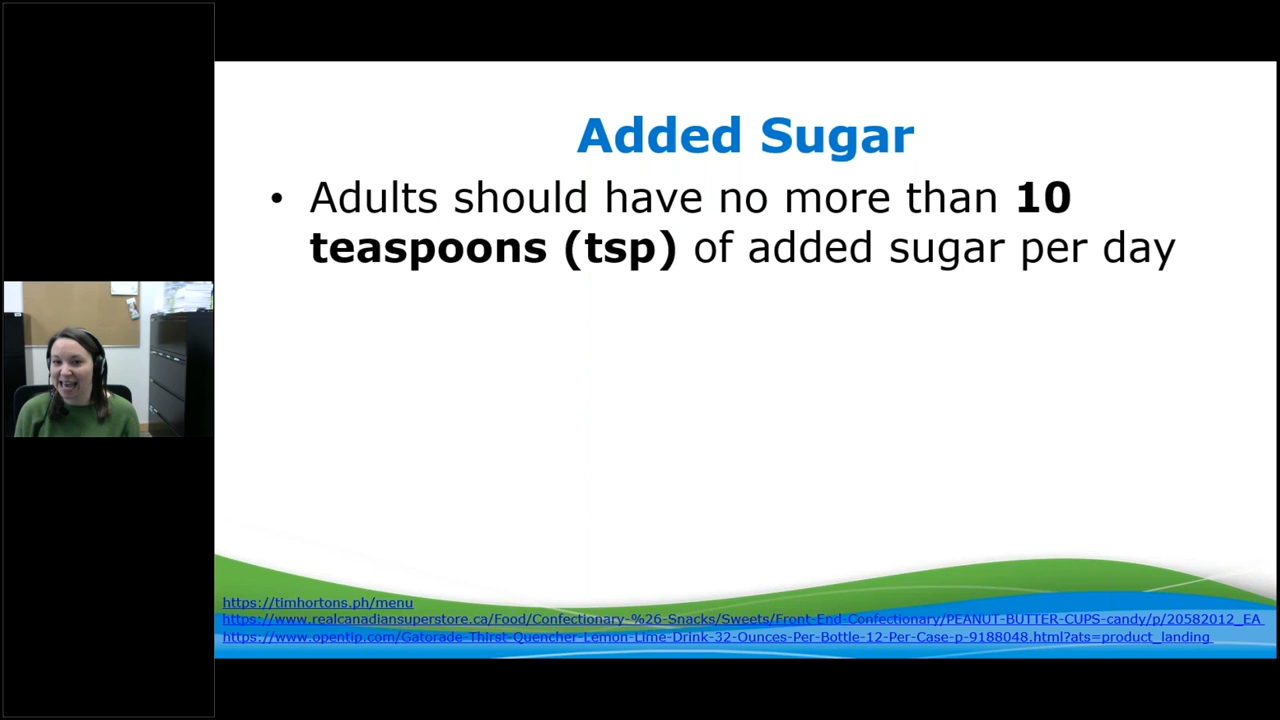 Added Sugar
• Adults should have no more than 10
teaspoons (tsp) of added sugar per day
https://timhortons.ph/menu
https://www.realcanadiansuperstore.ca/Food/Confectionary-%26-Snacks/Sweets/Front-End-Confectionary/PEANUT-BUTTER-CUPS-candy/p/20582012_EA
https://www.opentip.com/Gatorade-Thirst-Quencher-Lemon-Lime-Drink-32-Ounces-Per-Bottle-12-Per-Case-p-9188048.html?ats=product_landing